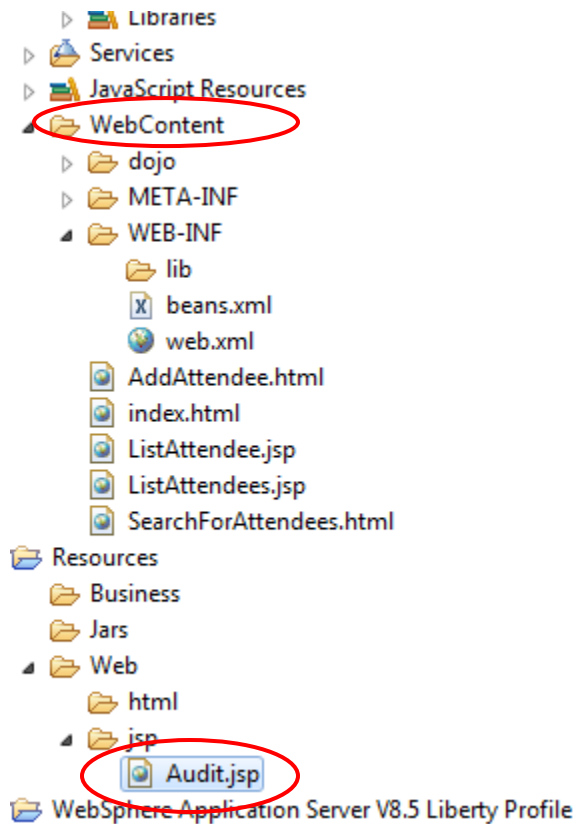 Libraries
Services
JavaScript Resources
WebContent
dojo
META-INF
WEB-INF
lib
beans.xml
web.xml
AddAttendee.html
index.html
ListAttendee.jsp
ListAttendees.jsp
SearchForAttendees.html
Resources
Business
Jars
Web
html
jsp
Audit.jsp
WebSphere Application Server V8.5 Liberty Profile